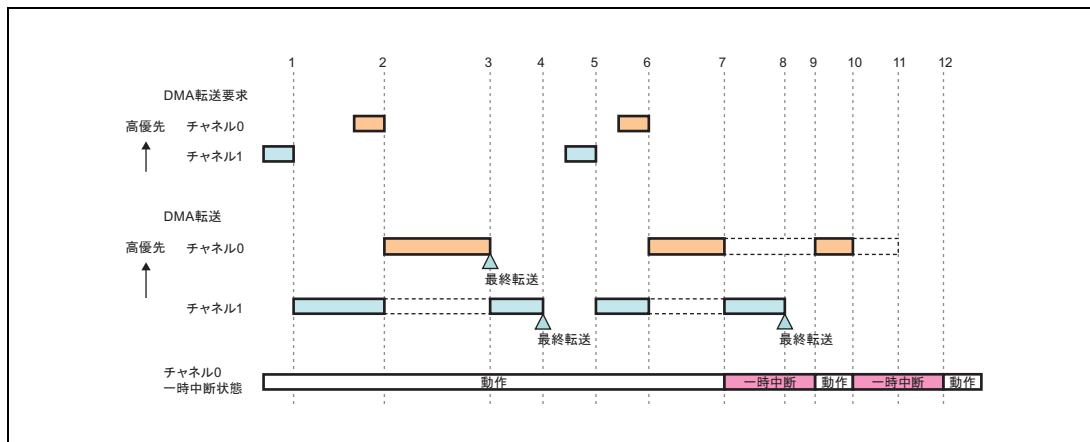 1 2 3 4 5 6 7 8 9 10 11 12
DMA転送要求
高優先 チャネル0
チャネル1
DMA転送
高優先 チャネル0
最終転送
チャネル1
最終転送 最終転送
チャネル0
一時中断状態
動作 一時中断 動作 一時中断 動作